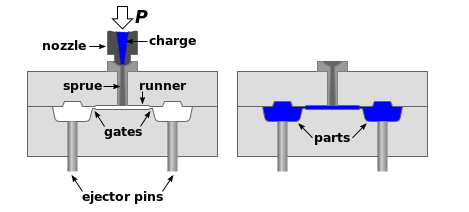 P
nozzle
charge
sprue
runner
gates
parts
ejector pins